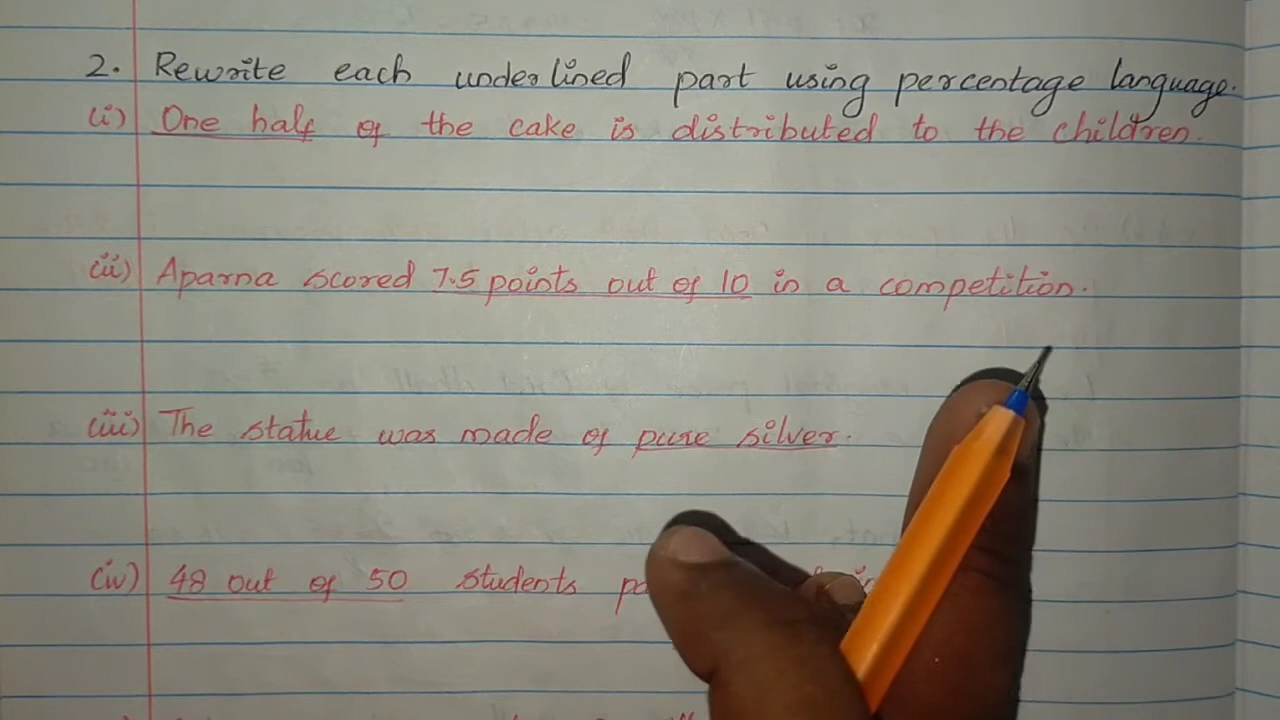 2. Rewrite each underlined part using percentage language.
(i) One half of the cake is distributed to the children.
(ii) Aparna scored 7.5 points out of 10 in a competition.
(iii) The statue was made of pure silver.
(iv) 48 out of 50 students